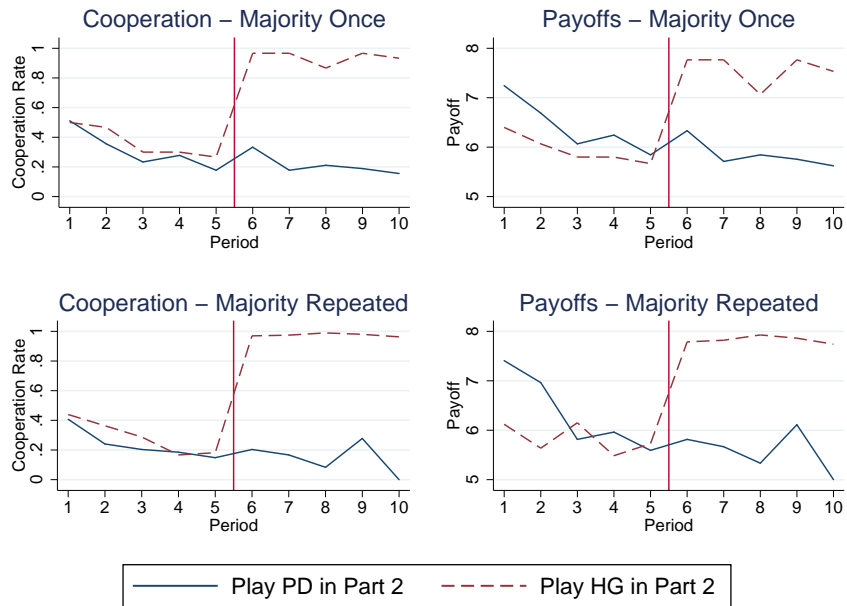 Cooperation – Majority Once
Cooperation Rate
0 .2 .4 .6 .8 1
1 2 3 4 5 6 7 8 9 10
Period
Payoffs – Majority Once
Payoff
5 6 7 8
1 2 3 4 5 6 7 8 9 10
Period
Cooperation – Majority Repeated
Cooperation Rate
0 .2 .4 .6 .8 1
1 2 3 4 5 6 7 8 9 10
Period
Payoffs – Majority Repeated
Payoff
5 6 7 8
1 2 3 4 5 6 7 8 9 10
Period
Play PD in Part 2 Play HG in Part 2